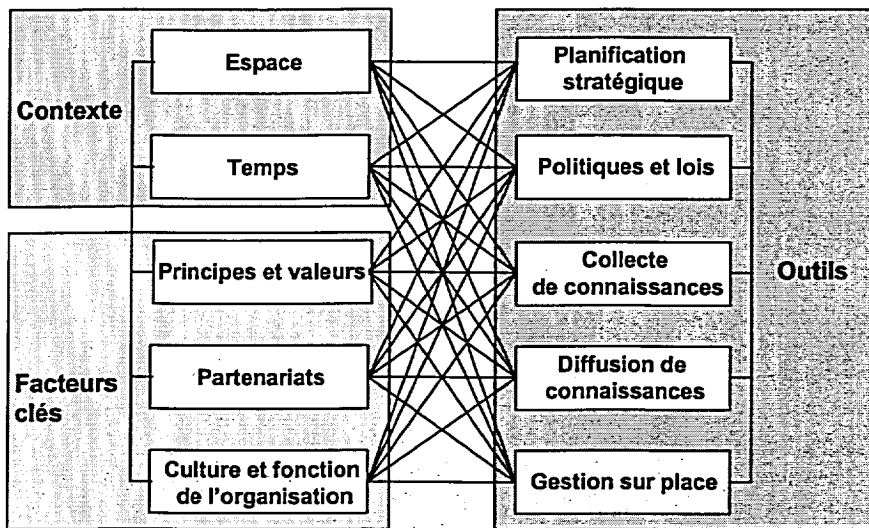 Contexte
Espace
Temps
Facteurs
clés
Principes et valeurs
Partenariats
Culture et fonction
de l'organisation
Planification
stratégique
Politiques et lois
Collecte
de connaissances
Diffusion de
connaissances
Gestion sur place
Outils